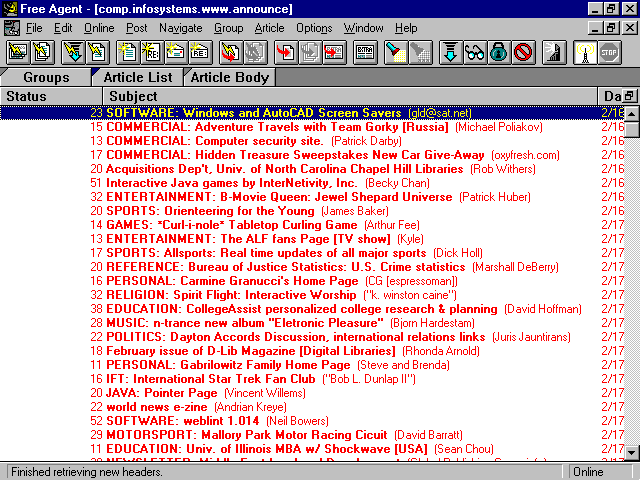 Free Agent - [comp.infosystems.www.announce]
File Edit Online Post Navigate Group Article Options Window Help
Groups Article List Article Body
Status Subject Da
23 SOFTWARE: Windows and AutoCAD Screen Savers (gld@sat.net) 2/16
15 COMMERCIAL: Adventure Travels with Team Gorky [Russia] (Michael Poliakov) 2/16
13 COMMERCIAL: Computer security site. (Patrick Darby) 2/16
17 COMMERCIAL: Hidden Treasure Sweepstakes New Car Give-Away (oxyfresh.com) 2/16
20 Acquisitions Dep't, Univ. of North Carolina Chapel Hill Libraries (Rob Withers) 2/16
51 Interactive Java games by InterNetivity, Inc. (Becky Chan) 2/16
32 ENTERTAINMENT: B-Movie Queen: Jewel Shepard Universe (Patrick Huber) 2/16
20 SPORTS: Orienteering for the Young (James Baker) 2/16
14 GAMES: *Curl-i-nole* Tabletop Curling Game (Arthur Fee) 2/17
13 ENTERTAINMENT: The ALF fans Page [TV show] (Kyle) 2/17
17 SPORTS: Allsports: Real time updates of all major sports (Dick Holl) 2/17
20 REFERENCE: Bureau of Justice Statistics: U.S. Crime statistics (Marshall DeBerry) 2/17
16 PERSONAL: Carmine Granucci's Home Page (CG [espressoman]) 2/17
32 RELIGION: Spirit Flight: Interactive Worship ("k. winston caine") 2/17
38 EDUCATION: CollegeAssist personalized college research & planning (David Hoffman) 2/17
28 MUSIC: n-trance new album "Eletronic Pleasure" (Bjorn Hardestam) 2/17
22 POLITICS: Dayton Accords Discussion, international relations links (Juris Jauntirans) 2/17
18 February issue of D-Lib Magazine [Digital Libraries] (Rhonda Arnold) 2/17
11 PERSONAL: Gabrilowitz Family Home Page (Steve and Brenda) 2/17
16 IFT: International Star Trek Fan Club ("Bob L. Dunlap II") 2/17
20 JAVA: Pointer Page (Vincent Willems) 2/17
22 world news e-zine (Andrian Kreye) 2/17
52 SOFTWARE: weblint 1.014 (Neil Bowers) 2/17
29 MOTORSPORT: Mallory Park Motor Racing Cicuit (David Barratt) 2/17
11 EDUCATION: Univ. of Illinois MBA w/ Shockwave [USA] (Sean Chou) 2/17
Finished retrieving new headers. Online